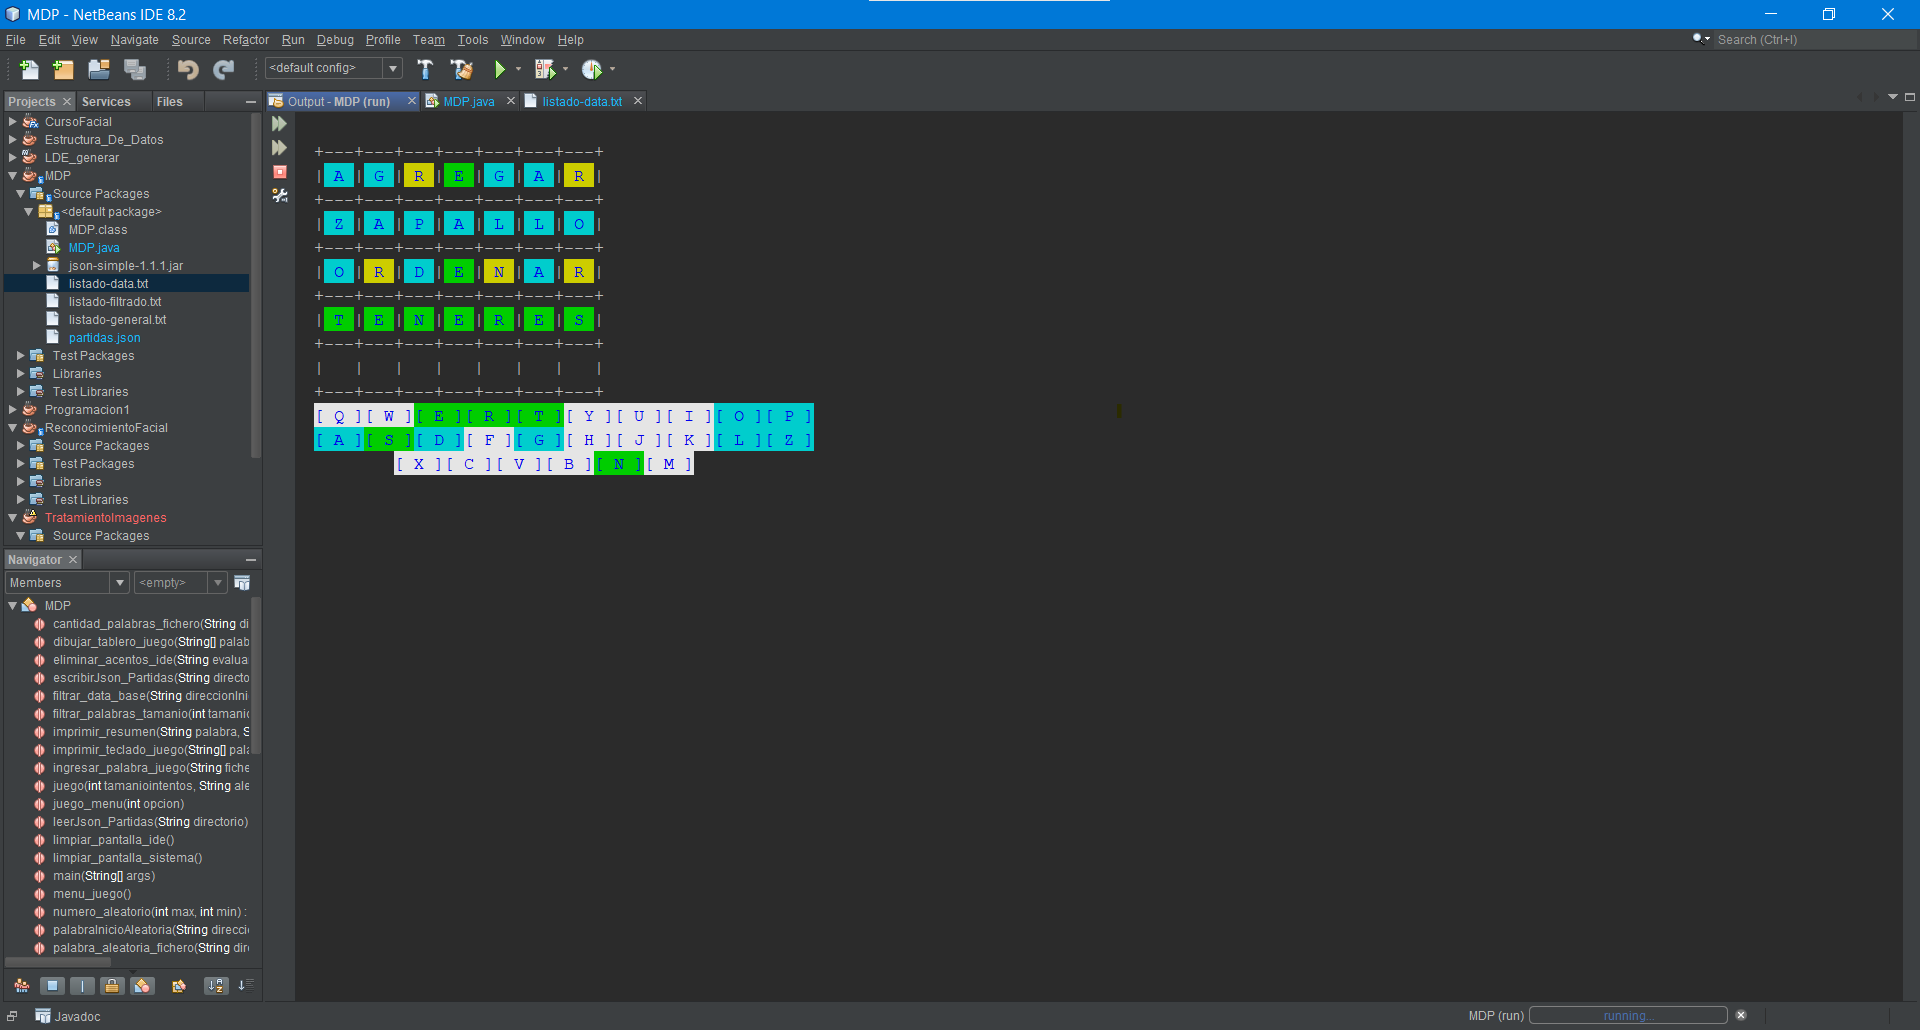 MDP - NetBeans IDE 8.2
File Edit View Navigate Source Refactor Run Debug Profile Team Tools Window Help
Search (Ctrl+I)
<default config>
Projects Services Files
Output - MDP (run) MDP.java listado-data.txt
CursoFacial
Estructura_De_Datos
LDE_generar
MDP
Source Packages
<default package>
MDP.class
MDP.java
json-simple-1.1.1.jar
listado-data.txt
listado-filtrado.txt
listado-general.txt
partidas.json
Test Packages
Libraries
Test Libraries
Programacion1
ReconocimientoFacial
Source Packages
Test Packages
Libraries
Test Libraries
TratamientoImagenes
Source Packages
Navigator
Members <empty>
MDP
cantidad_palabras_fichero(String di
dibujar_tablero_juego(String[] palab
eliminar_acentos_ide(String evalua
escribirJson_Partidas(String directo
filtrar_data_base(String direccionIni
filtrar_palabras_tamanio(int tamanio
imprimir_resumen(String palabra, S
imprimir_teclado_juego(String[] pala
ingresar_palabra_juego(String fiche
juego(int tamaniointentos, String ale
juego_menu(int opcion)
leerJson_Partidas(String directorio)
limpiar_pantalla_ide()
limpiar_pantalla_sistema()
main(String[] args)
menu_juego()
numero_aleatorio(int max, int min) :
palabraInicioAleatoria(String direcci
palabra_aleatoria_fichero(String dire
+---+---+---+---+---+---+---+
| A | G | R | E | G | A | R |
+---+---+---+---+---+---+---+
| Z | A | P | A | L | L | O |
+---+---+---+---+---+---+---+
| O | R | D | E | N | A | R |
+---+---+---+---+---+---+---+
| T | E | N | E | R | E | S |
+---+---+---+---+---+---+---+
|   |   |   |   |   |   |   |
+---+---+---+---+---+---+---+
[ Q ][ W ][ E ][ R ][ T ][ Y ][ U ][ I ][ O ][ P ]
[ A ][ S ][ D ][ F ][ G ][ H ][ J ][ K ][ L ][ Z ]
[ X ][ C ][ V ][ B ][ N ][ M ]
Javadoc
MDP (run) running...